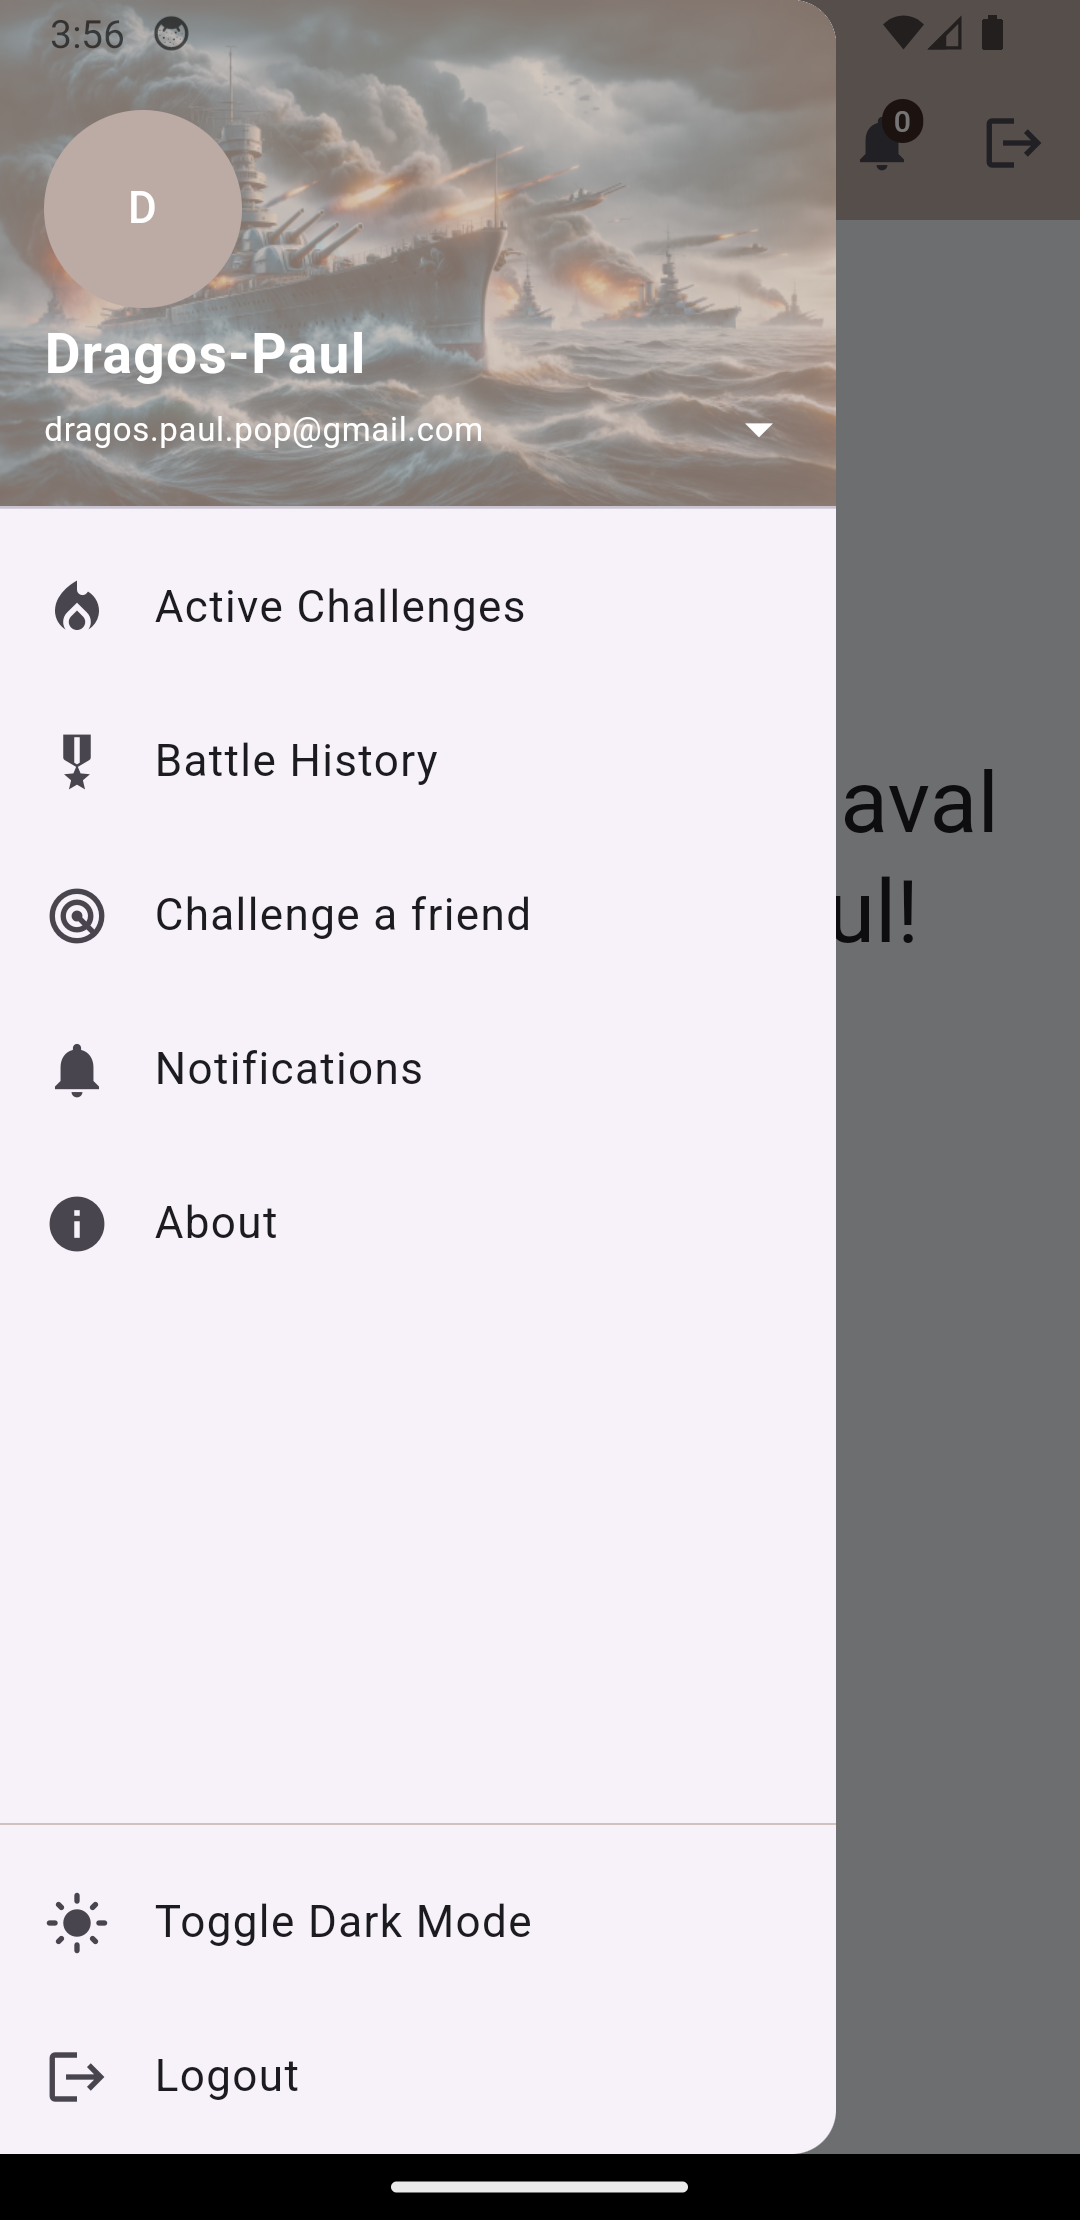 3:56
0
D
Dragos-Paul
dragos.paul.pop@gmail.com
Active Challenges
Battle History
aval
ul!
Challenge a friend
Notifications
About
Toggle Dark Mode
Logout